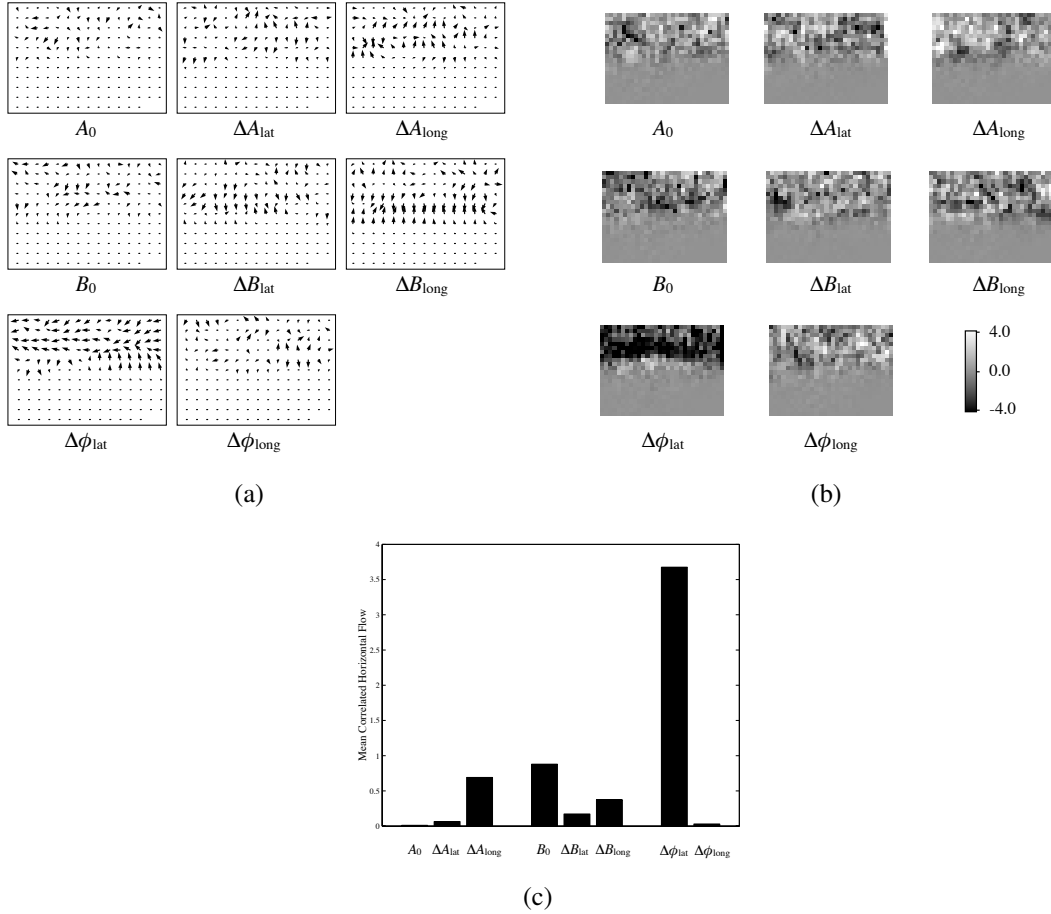 A0 ΔAlat ΔAlong
B0 ΔBlat ΔBlong
Δϕlat Δϕlong
(a)
A0 ΔAlat ΔAlong
B0 ΔBlat ΔBlong
4.0
0.0
-4.0
Δϕlat Δϕlong
(b)
Mean Correlated Horizontal Flow
4
3.5
3
2.5
2
1.5
1
0.5
0
A0 ΔAlat ΔAlong B0 ΔBlat ΔBlong Δϕlat Δϕlong
(c)